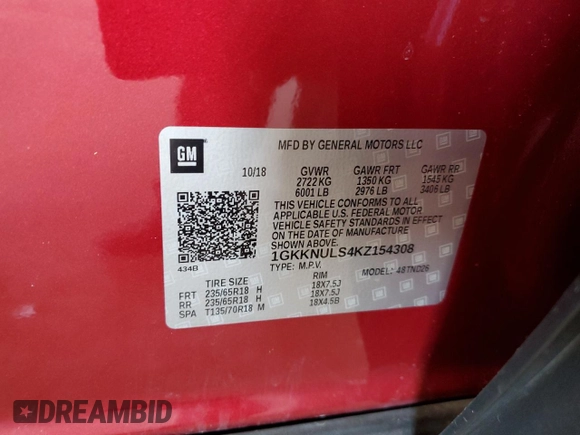 GM
MFD BY GENERAL MOTORS LLC
10/18 GVWR GAWR FRT GAWR RR
2722 KG 1350 KG 1545 KG
6001 LB 2976 LB 3406 LB
THIS VEHICLE CONFORMS TO ALL
APPLICABLE U.S. FEDERAL MOTOR
VEHICLE SAFETY STANDARDS IN EFFECT
ON THE DATE OF MANUFACTURE
SHOWN ABOVE.
1GKKNULS4KZ154308
434B
TYPE: M.P.V. MODEL: 4BTND26
TIRE SIZE RIM
FRT 235/65R18 H 18X7.5J
RR 235/65R18 H 18X7.5J
SPA T135/70R18 M 18X4.5B
DREAMBID